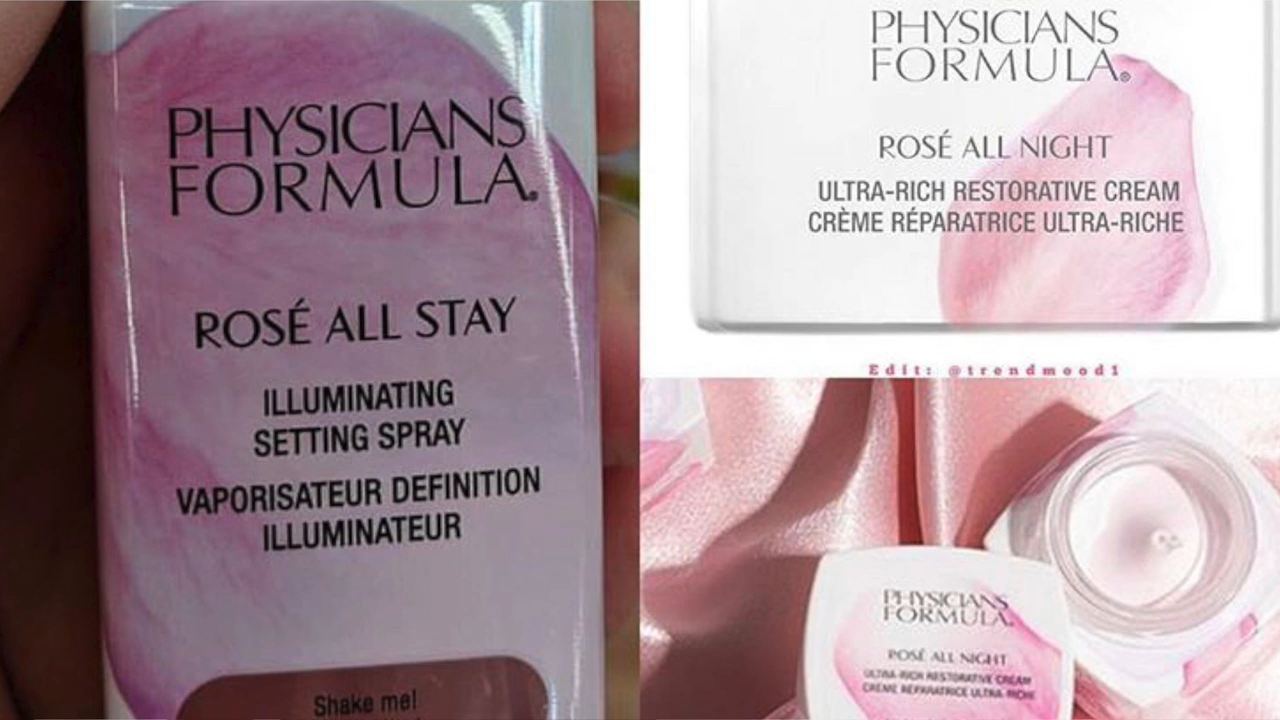 PHYSICIANS
FORMULA®
ROSÉ ALL STAY
ILLUMINATING
SETTING SPRAY
VAPORISATEUR DEFINITION
ILLUMINATEUR
Shake me!
PHYSICIANS
FORMULA®
ROSÉ ALL NIGHT
ULTRA-RICH RESTORATIVE CREAM
CRÈME RÉPARATRICE ULTRA-RICHE
Edit: @trendmood1
PHYSICIANS
FORMULA®
ROSÉ ALL NIGHT
ULTRA-RICH RESTORATIVE CREAM
CRÈME RÉPARATRICE ULTRA-RICHE